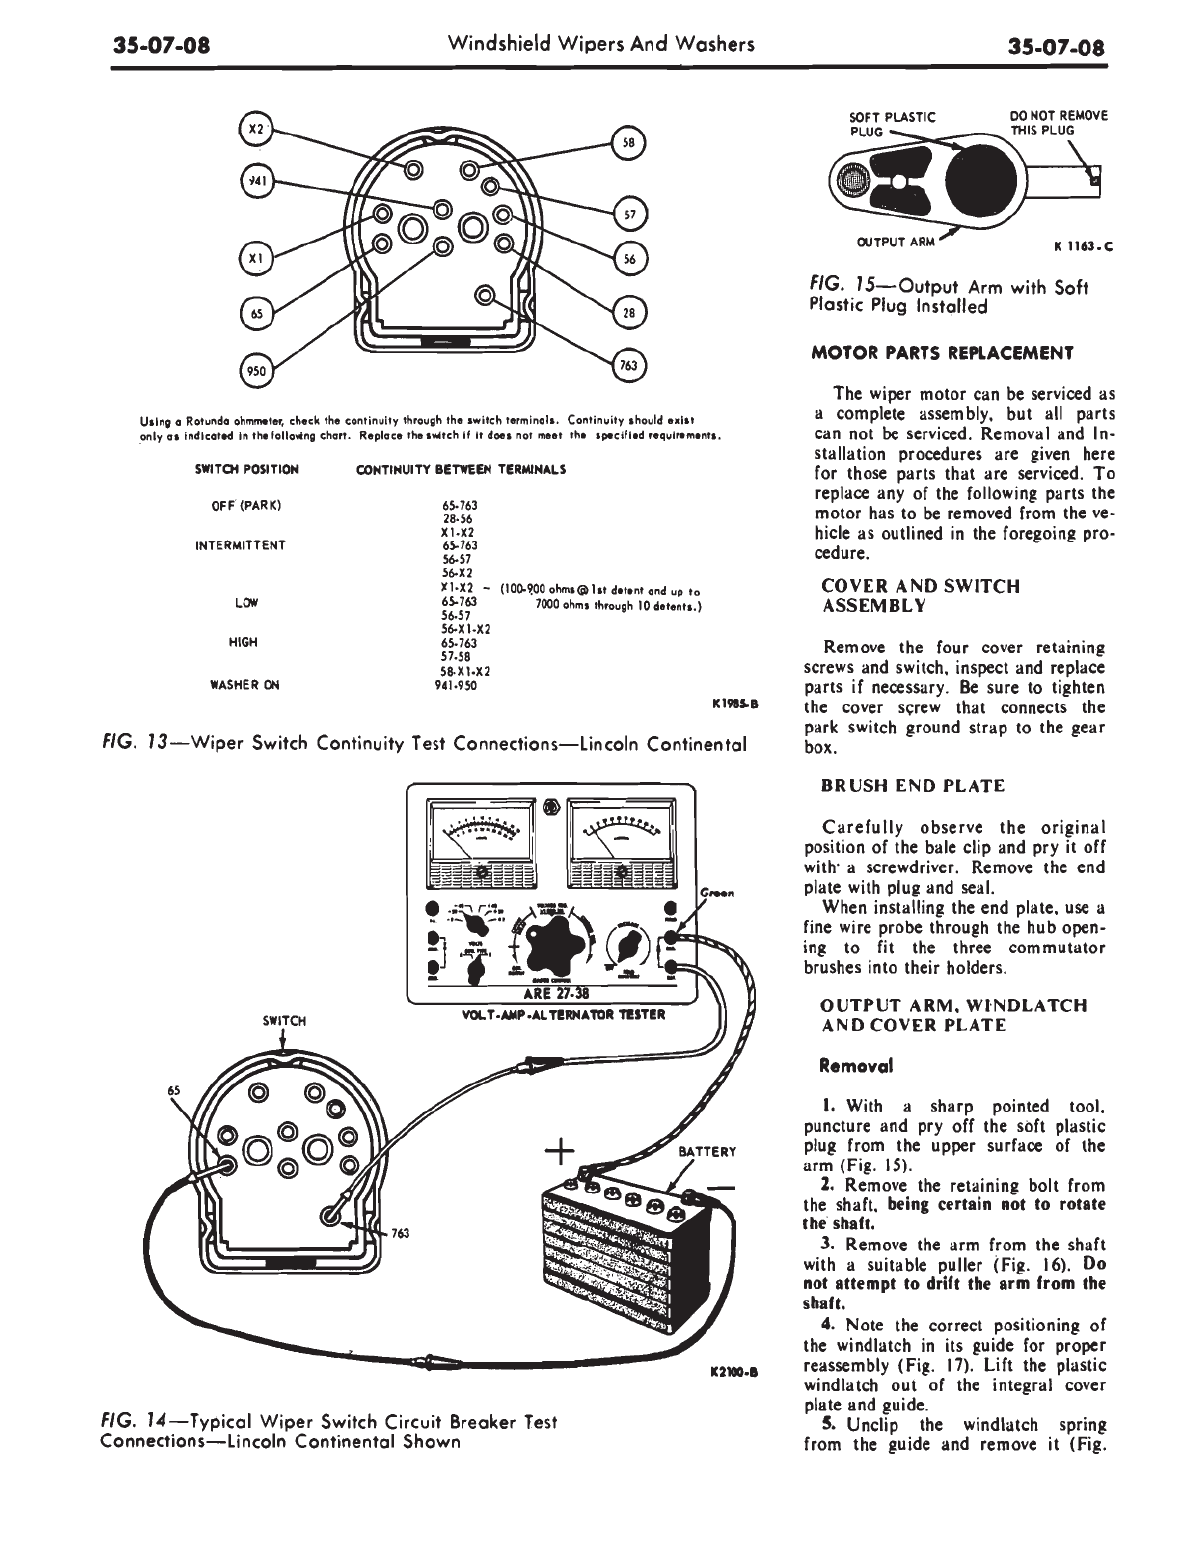 35-07-08
Windshield Wipers And Washers
35-07-08
X2
941
X1
65
950
58
57
56
28
763
Using a Rotunda ohmmeter, check the continuity through the switch terminals. Continuity should exist
only as indicated in the following chart. Replace the switch if it does not meet the specified requirements.
SWITCH POSITION CONTINUITY BETWEEN TERMINALS
OFF (PARK) 65-763
28-56
X1-X2
INTERMITTENT 65-763
56-57
56-X2
X1-X2 - (100-900 ohms @ 1st detent and up to
LOW 65-763 7000 ohms through 10 detents.)
56-57
56-X1-X2
HIGH 65-763
57-58
58-X1-X2
WASHER ON 941-950
K1985-B
FIG. 13—Wiper Switch Continuity Test Connections—Lincoln Continental
Green
VOLTS
ARE 27-38
VOLT-AMP-ALTERNATOR TESTER
SWITCH
65
763
+
BATTERY
—
K2100-B
FIG. 14—Typical Wiper Switch Circuit Breaker Test
Connections—Lincoln Continental Shown
SOFT PLASTIC
PLUG
DO NOT REMOVE
THIS PLUG
OUTPUT ARM
K 1163-C
FIG. 15—Output Arm with Soft
Plastic Plug Installed
MOTOR PARTS REPLACEMENT
The wiper motor can be serviced as
a complete assembly, but all parts
can not be serviced. Removal and In-
stallation procedures are given here
for those parts that are serviced. To
replace any of the following parts the
motor has to be removed from the ve-
hicle as outlined in the foregoing pro-
cedure.
COVER AND SWITCH
ASSEMBLY
Remove the four cover retaining
screws and switch, inspect and replace
parts if necessary. Be sure to tighten
the cover screw that connects the
park switch ground strap to the gear
box.
BRUSH END PLATE
Carefully observe the original
position of the bale clip and pry it off
with a screwdriver. Remove the end
plate with plug and seal.
When installing the end plate, use a
fine wire probe through the hub open-
ing to fit the three commutator
brushes into their holders.
OUTPUT ARM, WINDLATCH
AND COVER PLATE
Removal
1. With a sharp pointed tool,
puncture and pry off the soft plastic
plug from the upper surface of the
arm (Fig. 15).
2. Remove the retaining bolt from
the shaft, being certain not to rotate
the shaft.
3. Remove the arm from the shaft
with a suitable puller (Fig. 16). Do
not attempt to drift the arm from the
shaft.
4. Note the correct positioning of
the windlatch in its guide for proper
reassembly (Fig. 17). Lift the plastic
windlatch out of the integral cover
plate and guide.
5. Unclip the windlatch spring
from the guide and remove it (Fig.